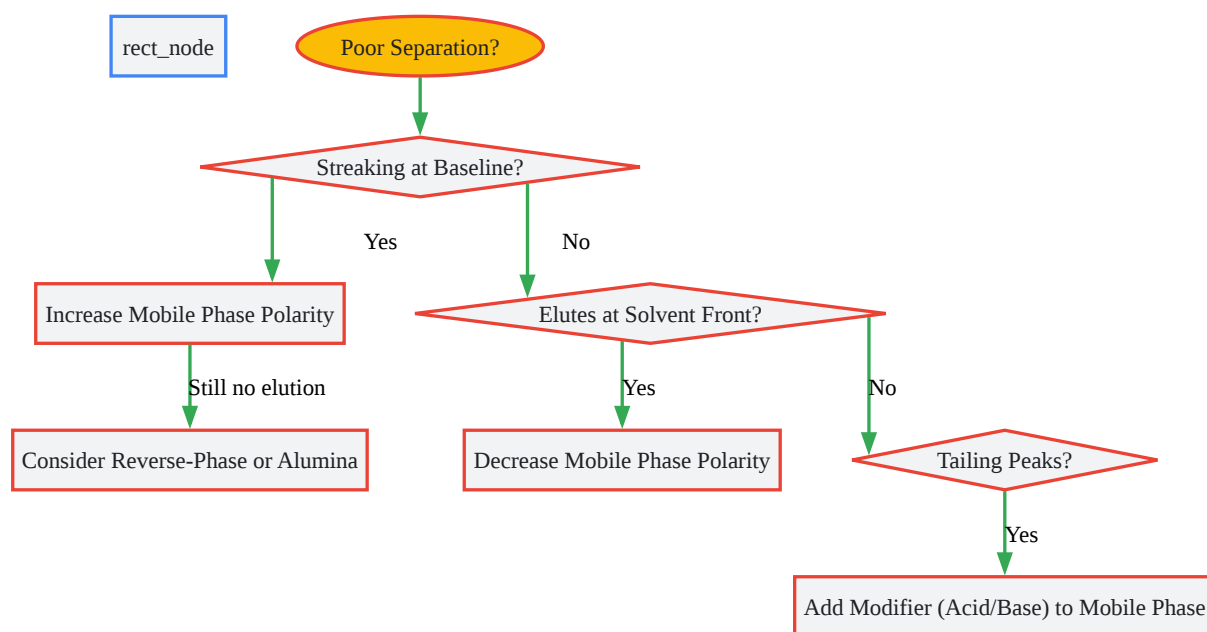 rect_node
Poor Separation?
Streaking at Baseline?
Yes
No
Increase Mobile Phase Polarity
Elutes at Solvent Front?
Still no elution
Yes
No
Consider Reverse-Phase or Alumina
Decrease Mobile Phase Polarity
Tailing Peaks?
Yes
Add Modifier (Acid/Base) to Mobile Phase